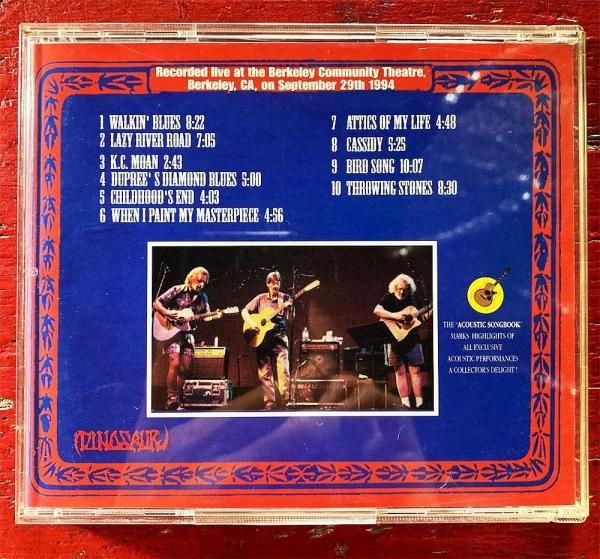 Recorded live at the Berkeley Community Theatre,
Berkeley, CA, on September 29th 1994
1 WALKIN' BLUES 8:22
2 LAZY RIVER ROAD 7:05
3 K.C. MOAN 2:43
4 DUPREE' S DIAMOND BLUES 5:00
5 CHILDHOOD'S END 4:03
6 WHEN I PAINT MY MASTERPIECE 4:56
7 ATTICS OF MY LIFE 4:48
8 CASSIDY 5:25
9 BIRD SONG 10:07
10 THROWING STONES 8:30
THE "ACOUSTIC SONGBOOK"
MARKS HIGHLIGHTS OF
ALL EXCLUSIVE
ACOUSTIC PERFORMANCES
A COLLECTOR'S DELIGHT !
DINOSAUR